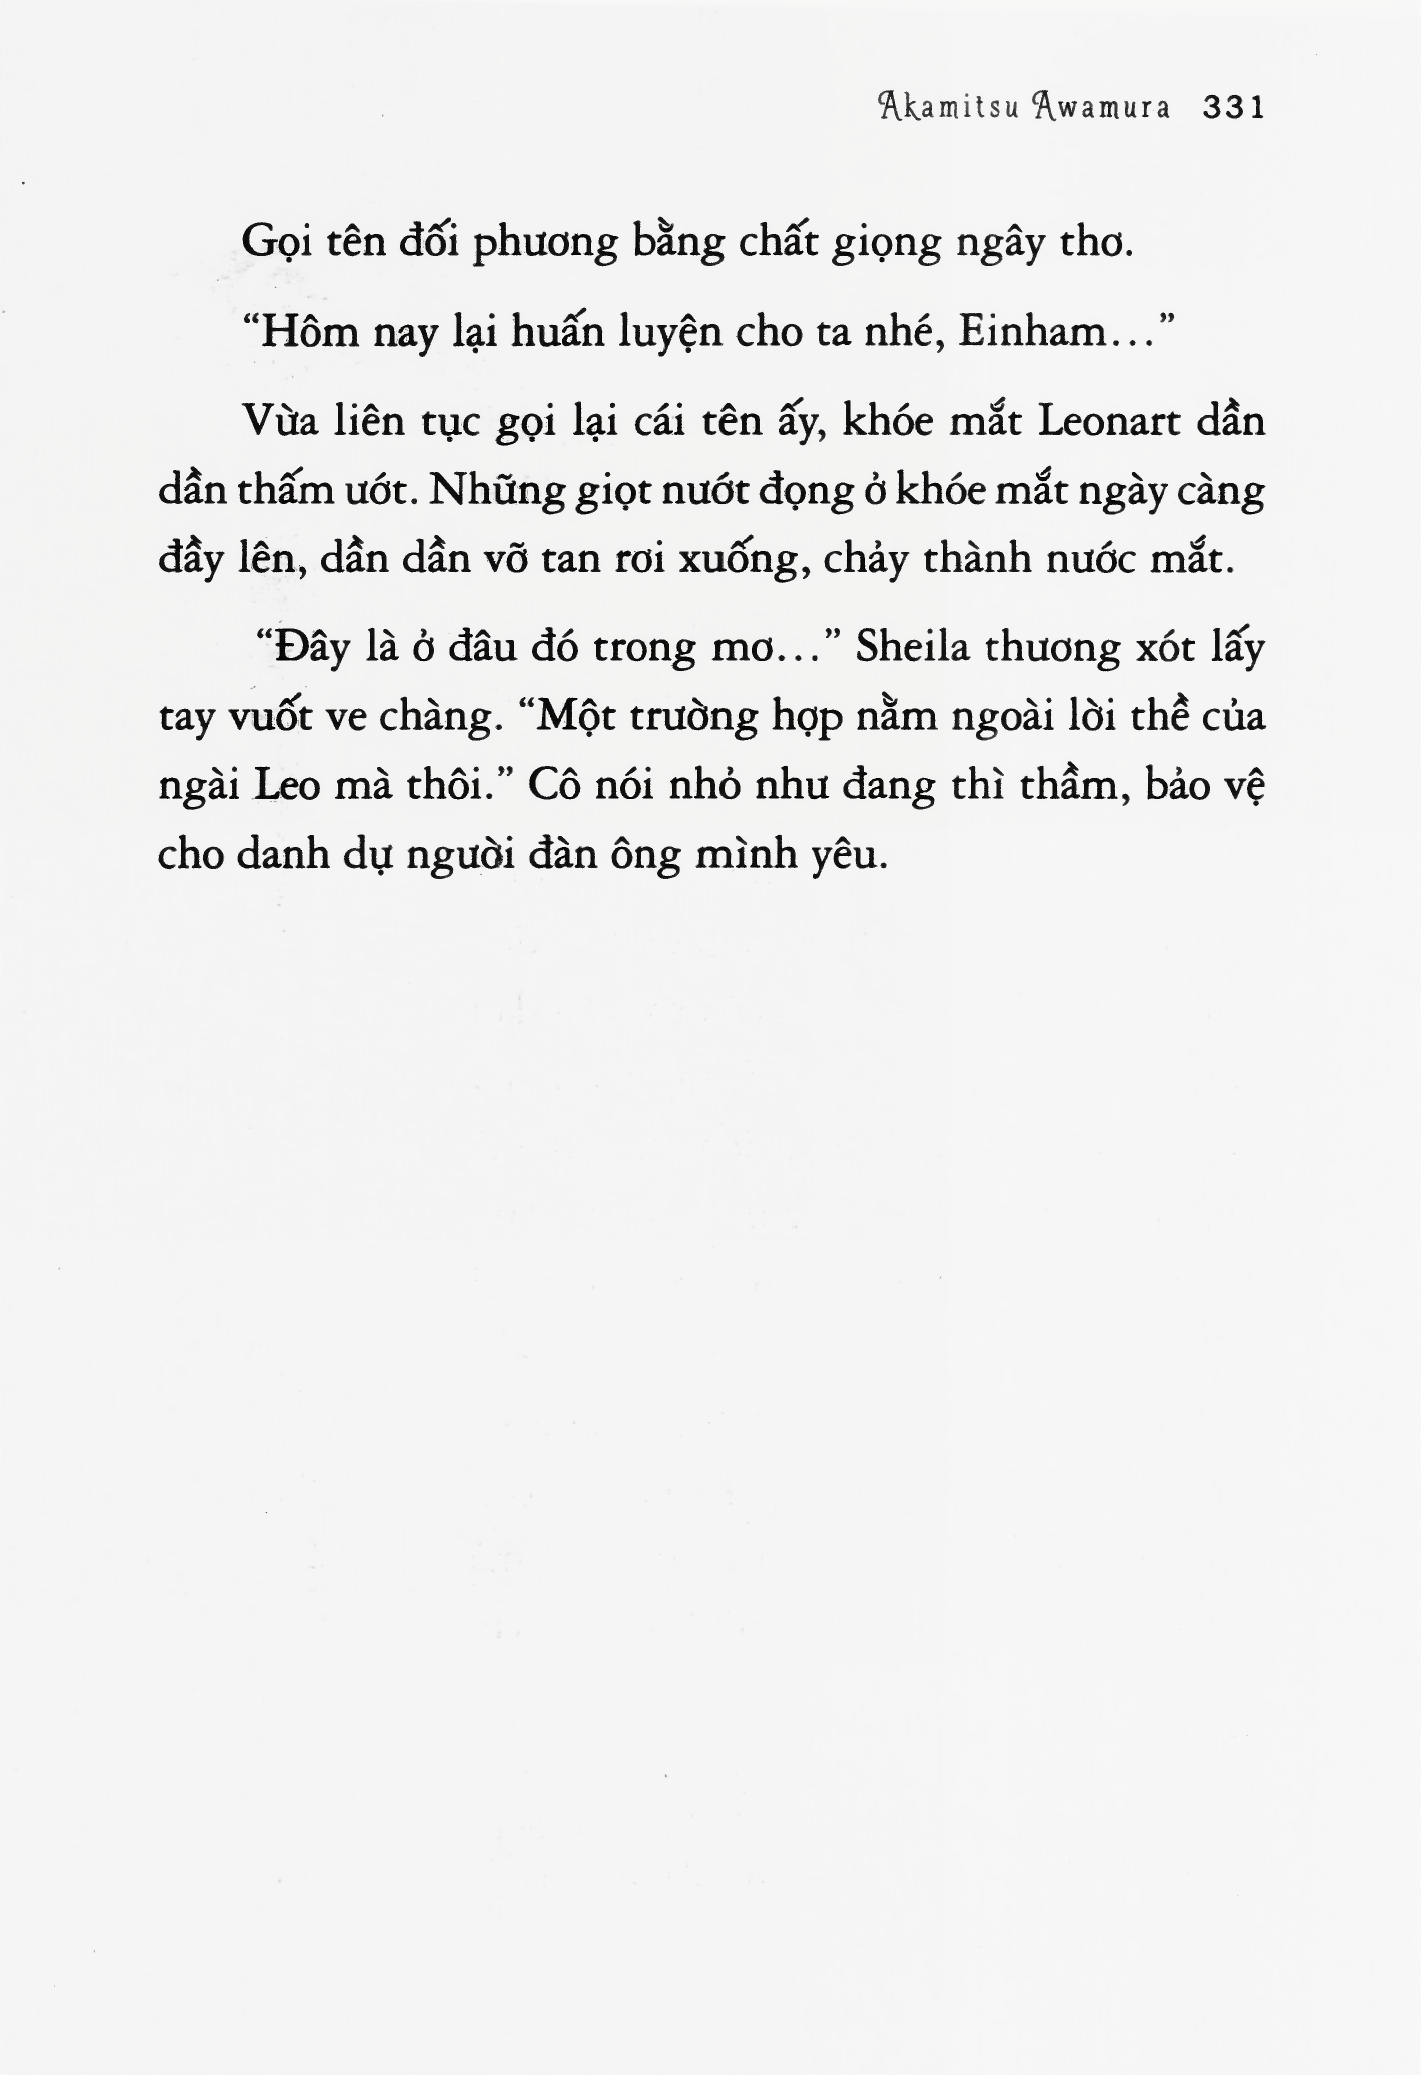 Akamitsu Awamura 331
Gọi tên đối phương bằng chất giọng ngây thơ.
“Hôm nay lại huấn luyện cho ta nhé, Einham...”
Vừa liên tục gọi lại cái tên ấy, khóe mắt Leonart dần
dần thấm ướt. Những giọt nướt đọng ở khóe mắt ngày càng
đầy lên, dần dần vỡ tan rơi xuống, chảy thành nước mắt.
“Đây là ở đâu đó trong mơ...” Sheila thương xót lấy
tay vuốt ve chàng. “Một trường hợp nằm ngoài lời thề của
ngài Leo mà thôi.” Cô nói nhỏ như đang thì thầm, bảo vệ
cho danh dự người đàn ông mình yêu.